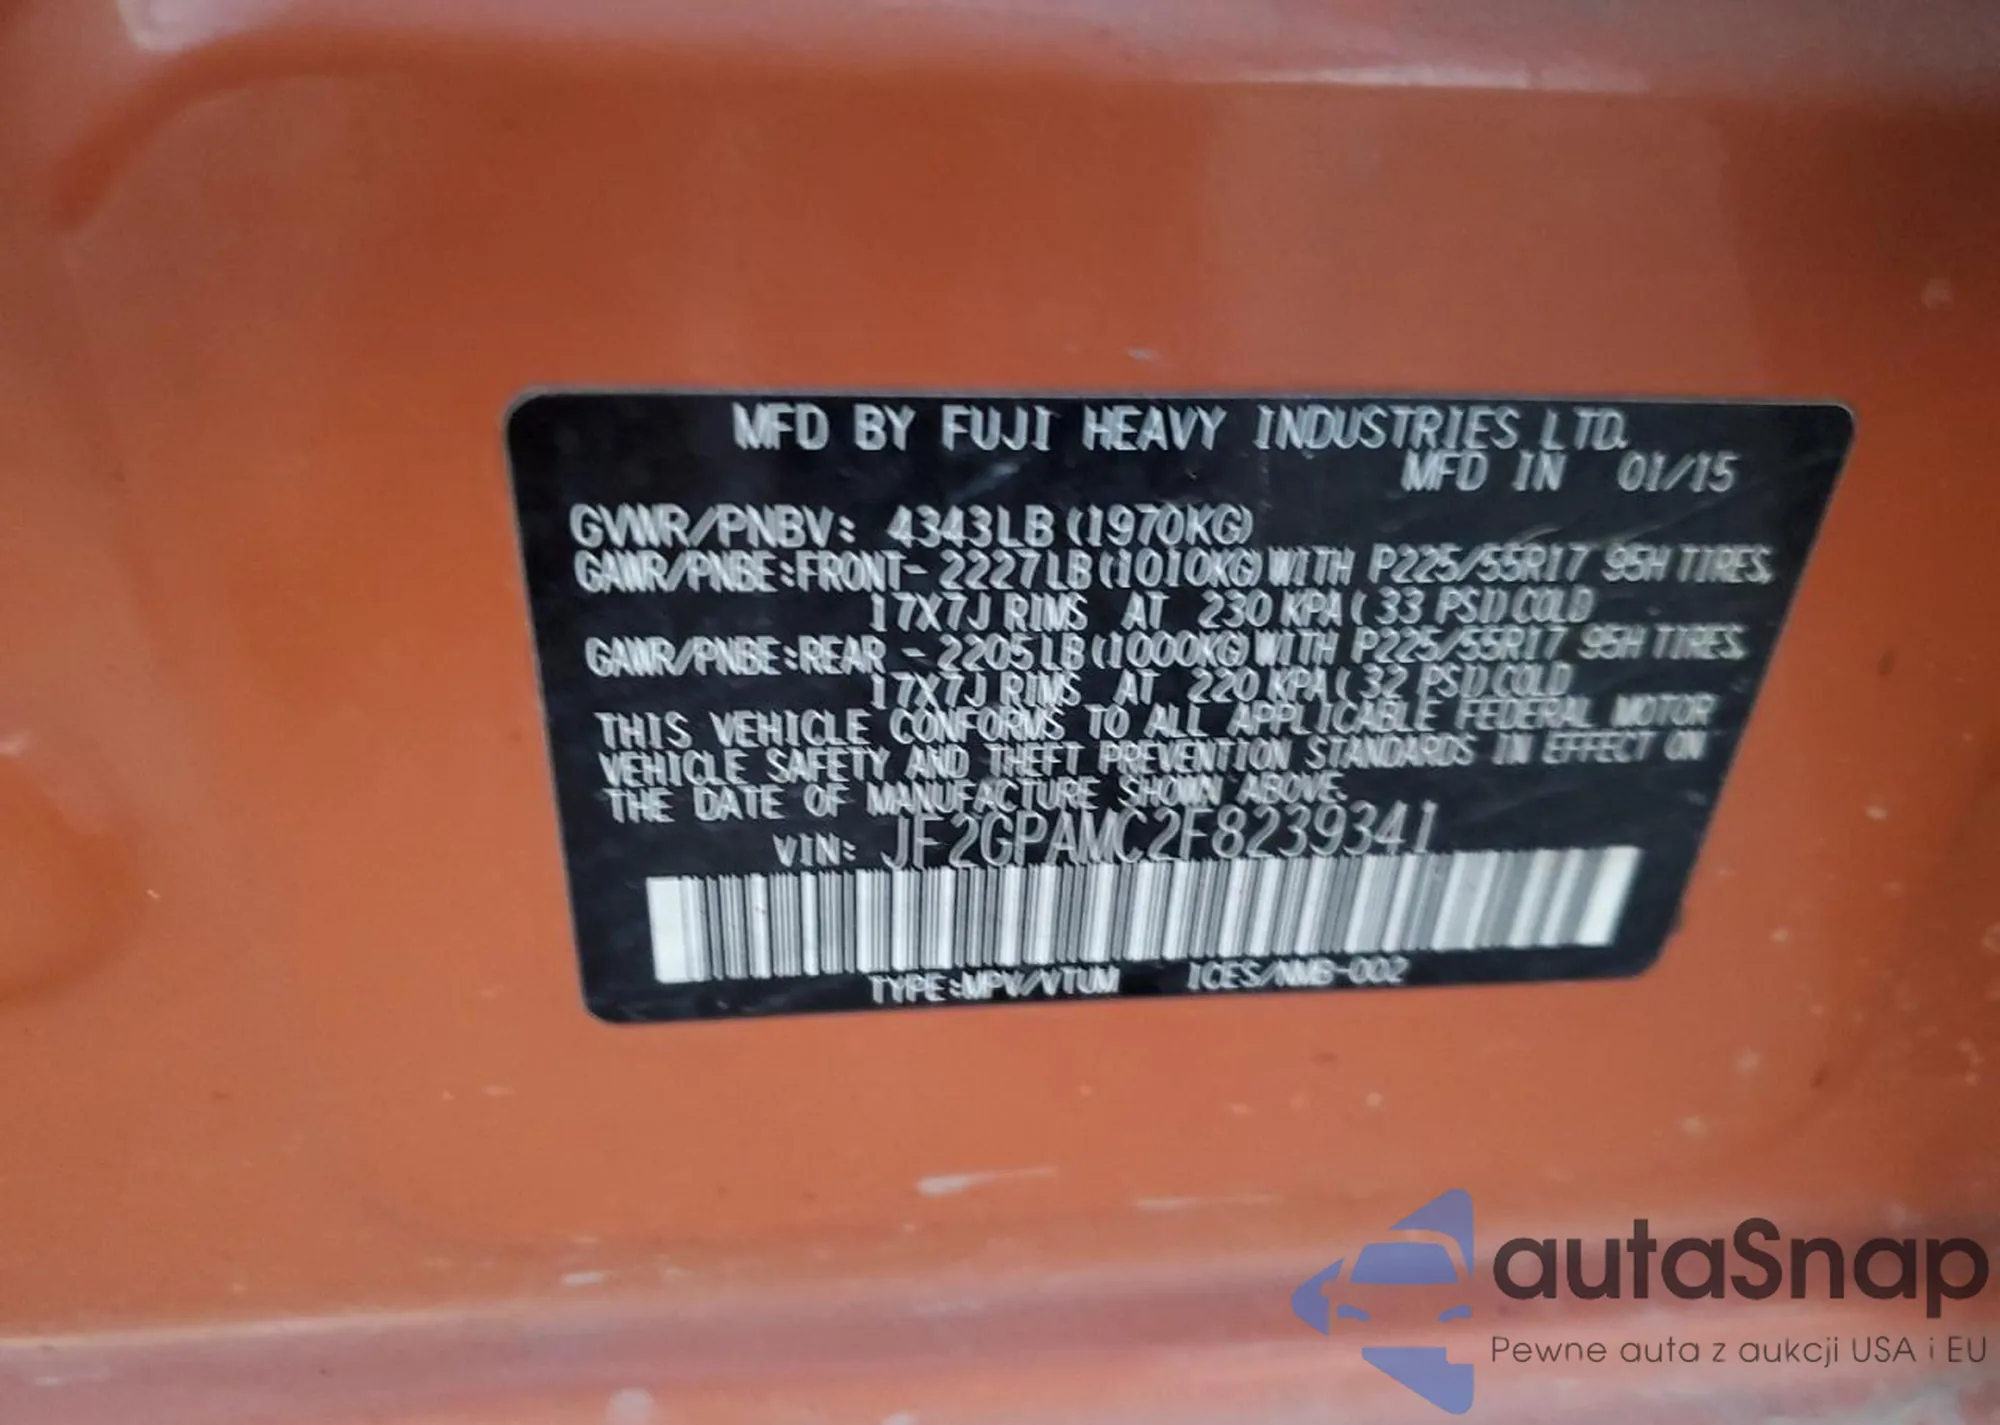 MFD BY FUJI HEAVY INDUSTRIES LTD.
MFD IN 01/15
GVWR/PNBV: 4343LB (1970KG)
GAWR/PNBE:FRONT- 2227LB (1010KG) WITH P225/55R17 95H TIRES,
17X7J RIMS AT 230 KPA ( 33 PSI) COLD
GAWR/PNBE:REAR - 2205LB (1000KG) WITH P225/55R17 95H TIRES,
17X7J RIMS AT 220 KPA ( 32 PSI) COLD
THIS VEHICLE CONFORMS TO ALL APPLICABLE FEDERAL MOTOR
VEHICLE SAFETY AND THEFT PREVENTION STANDARDS IN EFFECT ON
THE DATE OF MANUFACTURE SHOWN ABOVE.
VIN: JF2GPAMC2F8239341
TYPE:MPV/VTUM ICES/NMB-002
autaSnap
Pewne auta z aukcji USA i EU